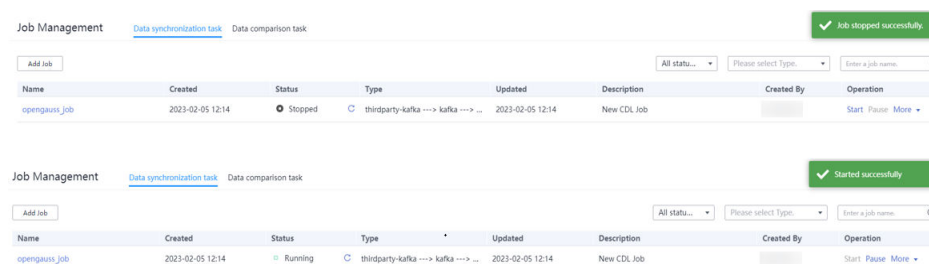 Job Management Data synchronization task Data comparison task Job stopped successfully.
Add Job All statu... Please select Type. Enter a job name.
Name Created Status Type Updated Description Created By Operation
opengauss_job 2023-02-05 12:14 Stopped thirdparty-kafka ---> kafka ---> ... 2023-02-05 12:14 New CDL Job Start Pause More
Job Management Data synchronization task Data comparison task Started successfully
Add Job All statu... Please select Type. Enter a job name.
Name Created Status Type Updated Description Created By Operation
opengauss_job 2023-02-05 12:14 Running thirdparty-kafka ---> kafka ---> ... 2023-02-05 12:14 New CDL Job Start Pause More